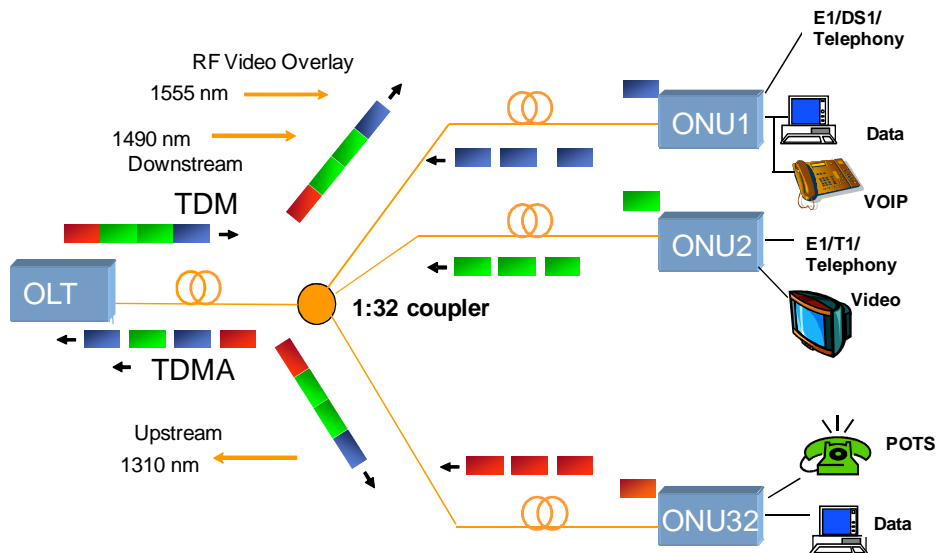 E1/DS1/
Telephony
RF Video Overlay
1555 nm
1490 nm
Downstream
TDM
ONU1
Data
VOIP
ONU2
E1/T1/
Telephony
Video
OLT
1:32 coupler
TDMA
Upstream
1310 nm
POTS
ONU32
Data